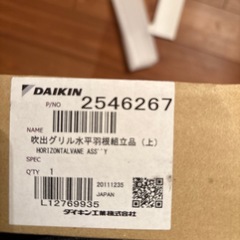 DAIKIN
P/NO 2546267
NAME
吹出グリル水平羽根組立品（上）
HORIZONTALVANE ASS'Y
SPEC
Q'TY 1
20111235
L12769935
JAPAN
ダイキン工業株式会社